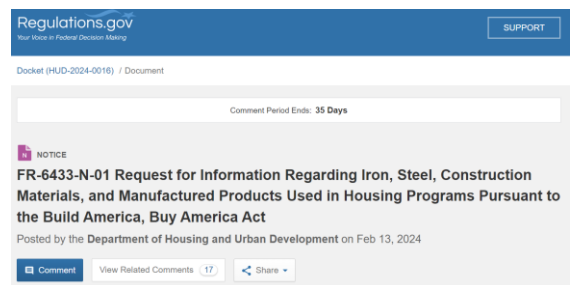 Regulations.gov
Your Voice in Federal Decision Making
SUPPORT
Docket (HUD-2024-0016) / Document
Comment Period Ends: 35 Days
N NOTICE
FR-6433-N-01 Request for Information Regarding Iron, Steel, Construction
Materials, and Manufactured Products Used in Housing Programs Pursuant to
the Build America, Buy America Act
Posted by the Department of Housing and Urban Development on Feb 13, 2024
Comment
View Related Comments 17
Share